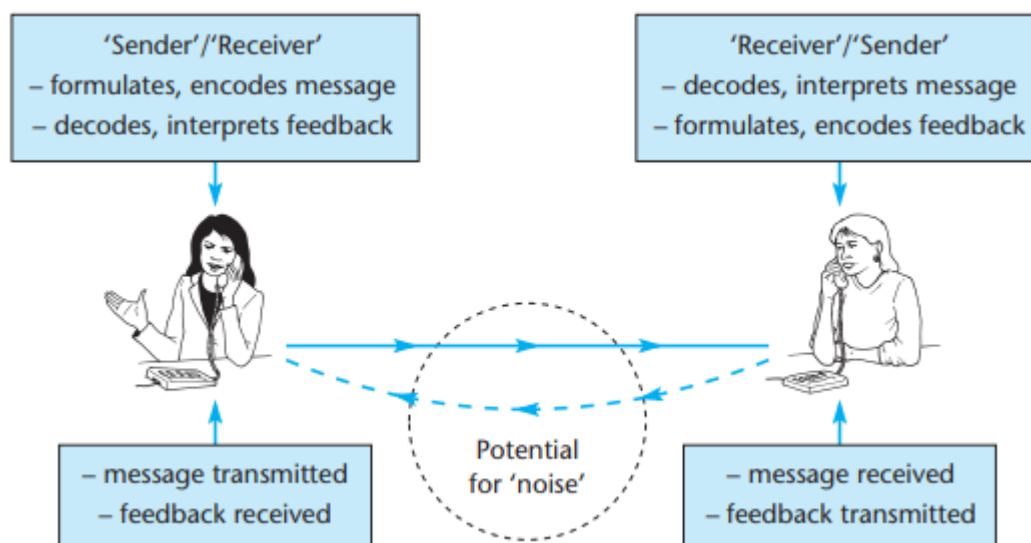 ‘Sender’/‘Receiver’
– formulates, encodes message
– decodes, interprets feedback
‘Receiver’/‘Sender’
– decodes, interprets message
– formulates, encodes feedback
Potential
for ‘noise’
– message transmitted
– feedback received
– message received
– feedback transmitted